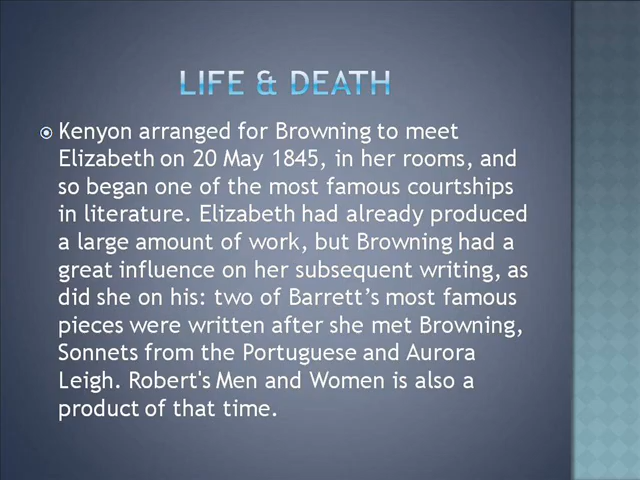 LIFE & DEATH
Kenyon arranged for Browning to meet
Elizabeth on 20 May 1845, in her rooms, and
so began one of the most famous courtships
in literature. Elizabeth had already produced
a large amount of work, but Browning had a
great influence on her subsequent writing, as
did she on his: two of Barrett’s most famous
pieces were written after she met Browning,
Sonnets from the Portuguese and Aurora
Leigh. Robert's Men and Women is also a
product of that time.